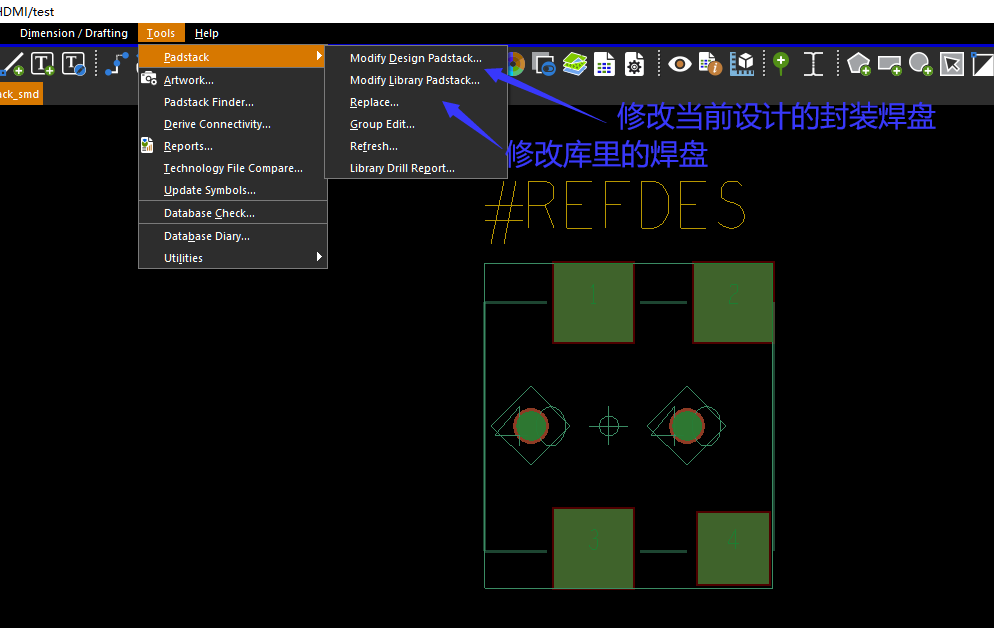 HDMI/test
Dimension / Drafting Tools Help
Padstack
Artwork...
Padstack Finder...
Derive Connectivity...
Reports...
Technology File Compare...
Update Symbols...
Database Check...
Database Diary...
Utilities
Modify Design Padstack...
Modify Library Padstack...
Replace...
Group Edit...
Refresh...
Library Drill Report...
ck_smd
修改当前设计的封装焊盘
修改库里的焊盘
#REFDES
1 2
3 4